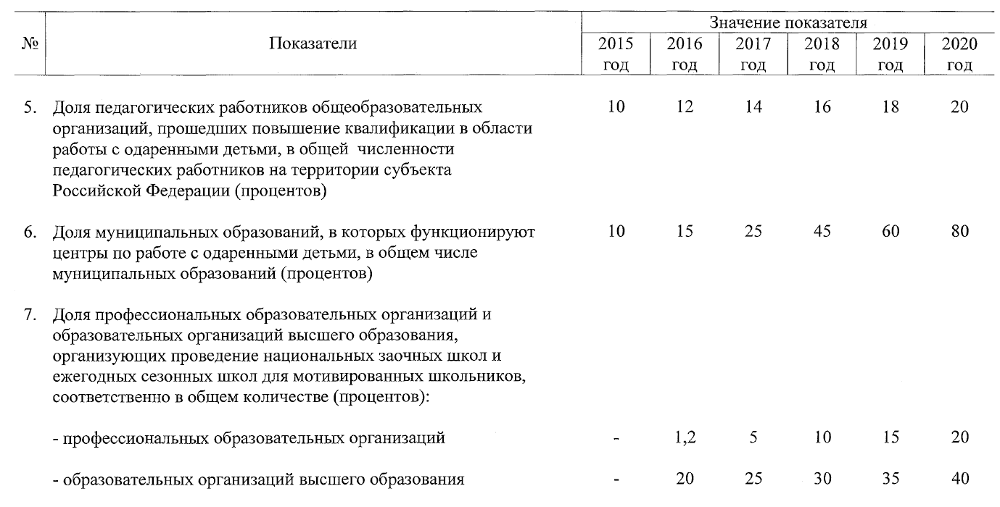 № Показатели Значение показателя
2015 год 2016 год 2017 год 2018 год 2019 год 2020 год
5. Доля педагогических работников общеобразовательных 10 12 14 16 18 20
организаций, прошедших повышение квалификации в области
работы с одаренными детьми, в общей численности
педагогических работников на территории субъекта
Российской Федерации (процентов)
6. Доля муниципальных образований, в которых функционируют 10 15 25 45 60 80
центры по работе с одаренными детьми, в общем числе
муниципальных образований (процентов)
7. Доля профессиональных образовательных организаций и
образовательных организаций высшего образования,
организующих проведение национальных заочных школ и
ежегодных сезонных школ для мотивированных школьников,
соответственно в общем количестве (процентов):
- профессиональных образовательных организаций - 1,2 5 10 15 20
- образовательных организаций высшего образования - 20 25 30 35 40